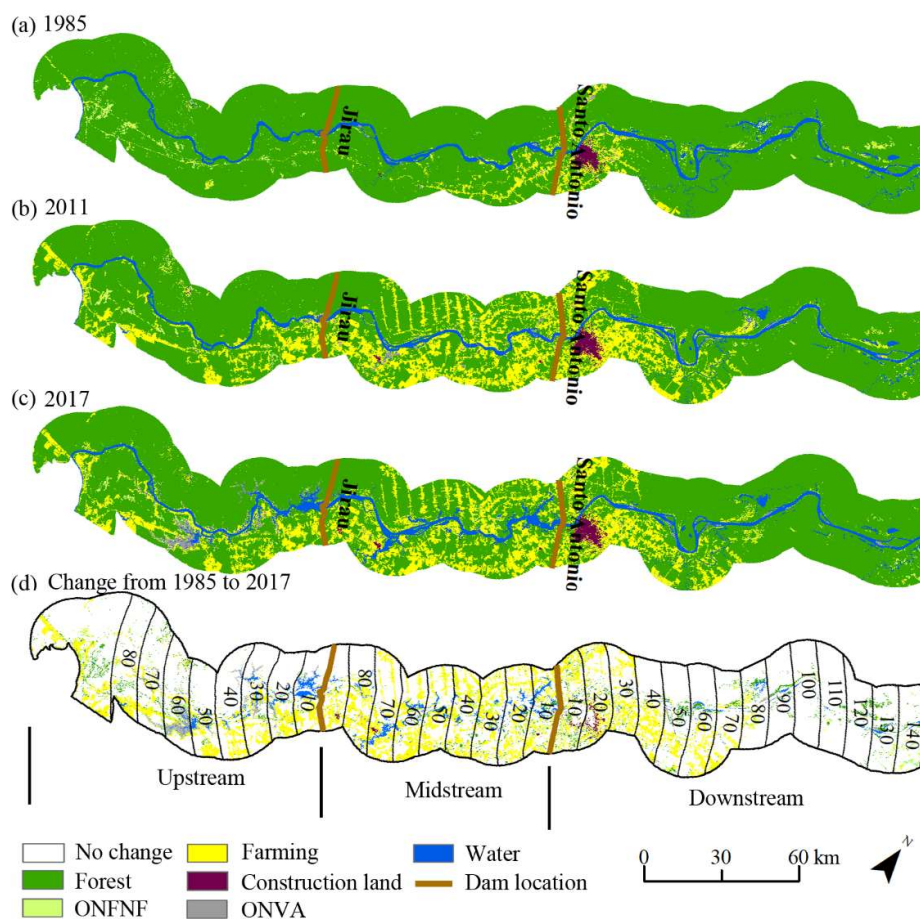 (a) 1985
Jirau
Santo Antonio
(b) 2011
Jirau
Santo Antonio
(c) 2017
Jirau
Santo Antonio
(d) Change from 1985 to 2017
80 70 60 50 40 30 20 10
80 70 60 50 40 30 20 10
10 20 30 40 50 60 70 80 90 100 110 120 130 140
Upstream
Midstream
Downstream
No change
Farming
Water
Forest
Construction land
Dam location
ONFNF
ONVA
0 30 60 km
N